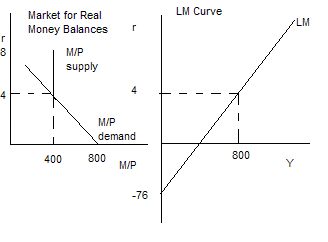 Market for Real
Money Balances
r
8
M/P
supply
4
M/P
demand
400
800
M/P
LM Curve
r
LM
4
800
Y
-76